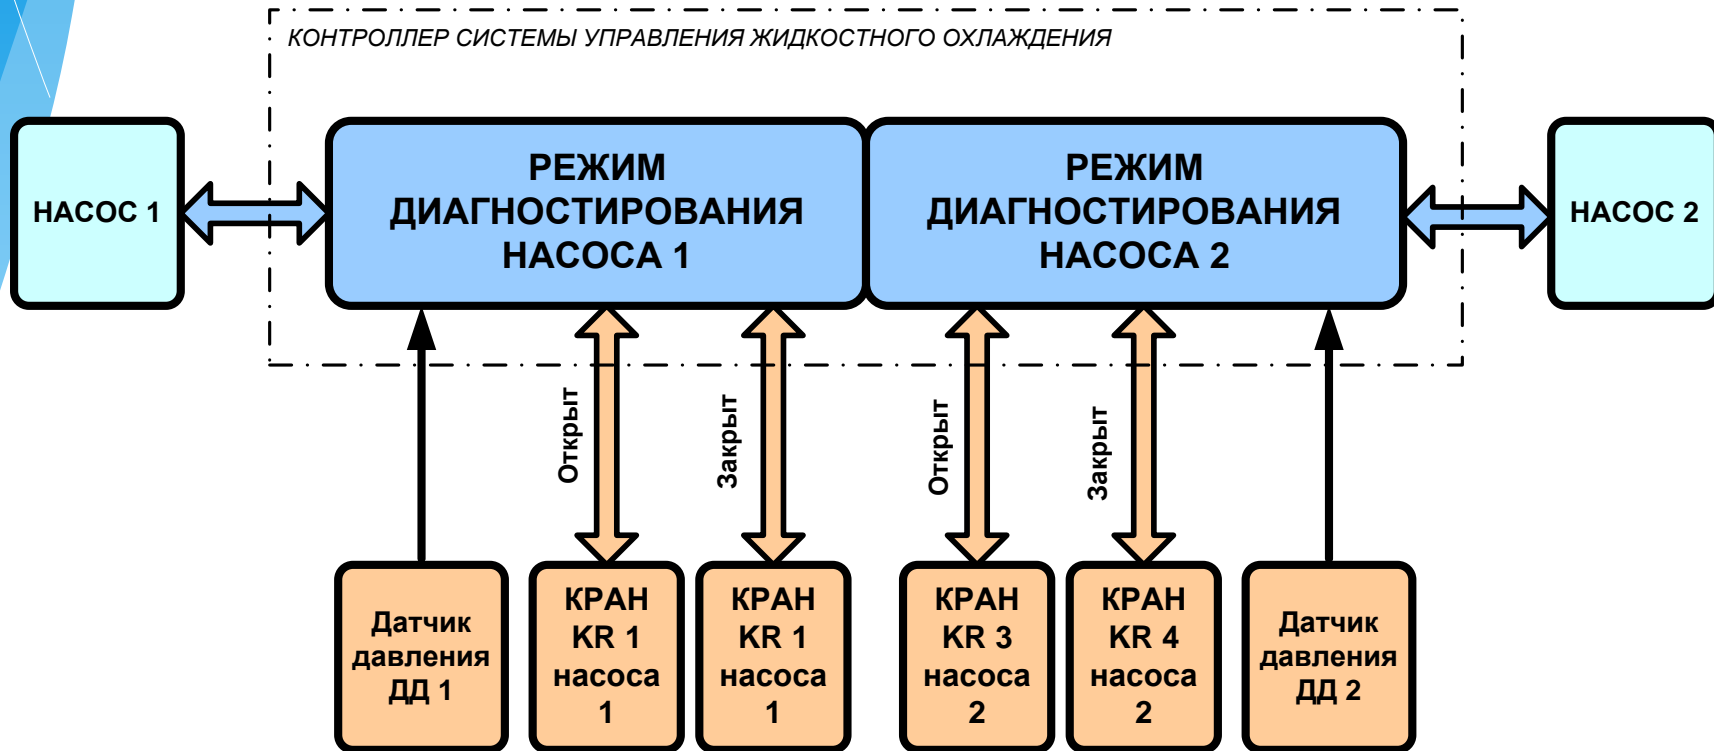 КОНТРОЛЛЕР СИСТЕМЫ УПРАВЛЕНИЯ ЖИДКОСТНОГО ОХЛАЖДЕНИЯ
НАСОС 1
РЕЖИМ
ДИАГНОСТИРОВАНИЯ
НАСОСА 1
РЕЖИМ
ДИАГНОСТИРОВАНИЯ
НАСОСА 2
НАСОС 2
Открыт
Закрыт
Открыт
Закрыт
Датчик
давления
ДД 1
КРАН
KR 1
насоса
1
КРАН
KR 1
насоса
1
КРАН
KR 3
насоса
2
КРАН
KR 4
насоса
2
Датчик
давления
ДД 2